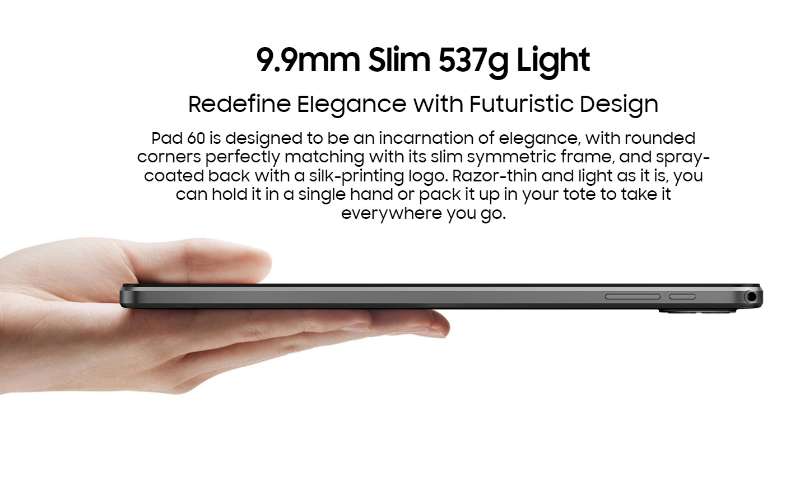 9.9mm Slim 537g Light
Redefine Elegance with Futuristic Design
Pad 60 is designed to be an incarnation of elegance, with rounded
corners perfectly matching with its slim symmetric frame, and spray-
coated back with a silk-printing logo. Razor-thin and light as it is, you
can hold it in a single hand or pack it up in your tote to take it
everywhere you go.